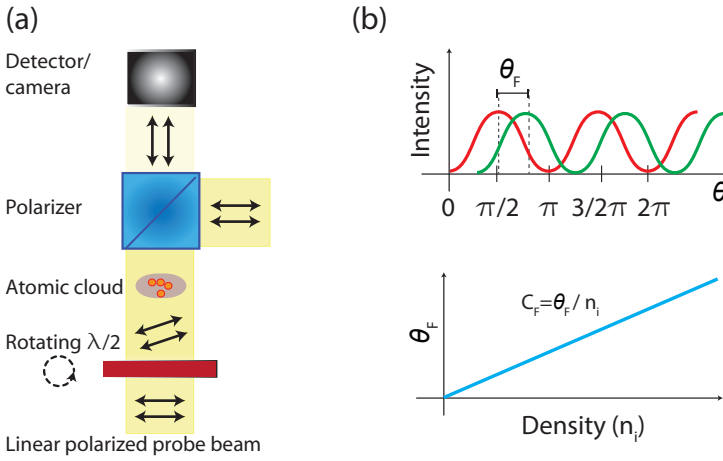 (a)
Detector/
camera
Polarizer
Atomic cloud
Rotating λ/2
Linear polarized probe beam
(b)
θF
Intensity
0 π/2 π 3/2π 2π θ
CF=θF/ni
θF
Density (ni)